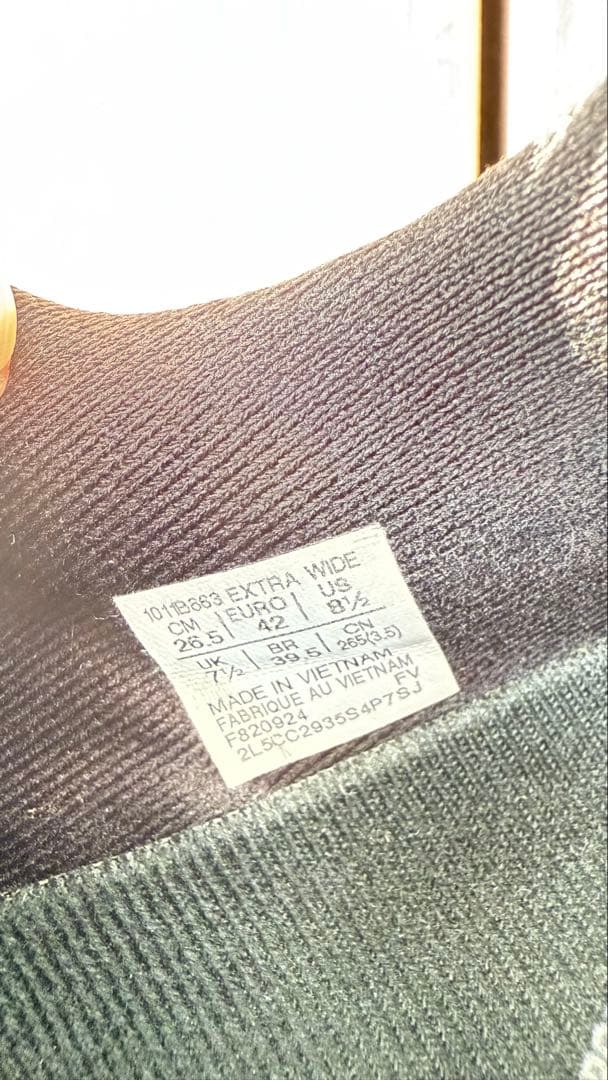 1011B663 EXTRA WIDE
CM | EURO | US
26.5 | 42 | 8½
UK | BR | CN
7½ | 39.5 | 265(3.5)
MADE IN VIETNAM
FABRIQUE AU VIETNAM
F820924 FV
2L5CC2935S4P7SJ